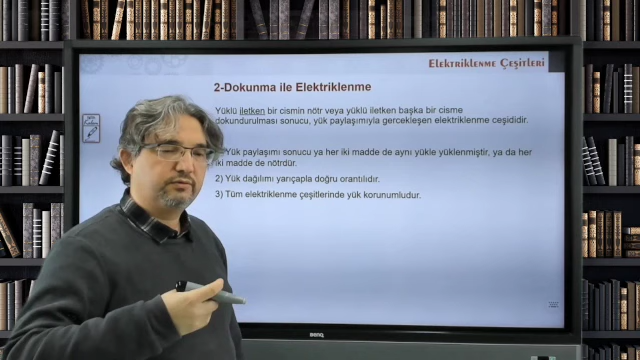 Elektriklenme Çeşitleri
2-Dokunma ile Elektriklenme
Yüklü iletken bir cismin nötr veya yüklü iletken başka bir cisme
dokundurulması sonucu, yük paylaşımıyla gerçekleşen elektriklenme çeşididir.
Yük paylaşımı sonucu ya her iki madde de aynı yükle yüklenmiştir, ya da her
iki madde de nötrdür.
2) Yük dağılımı yarıçapla doğru orantılıdır.
3) Tüm elektriklenme çeşitlerinde yük korunumludur.
BenQ